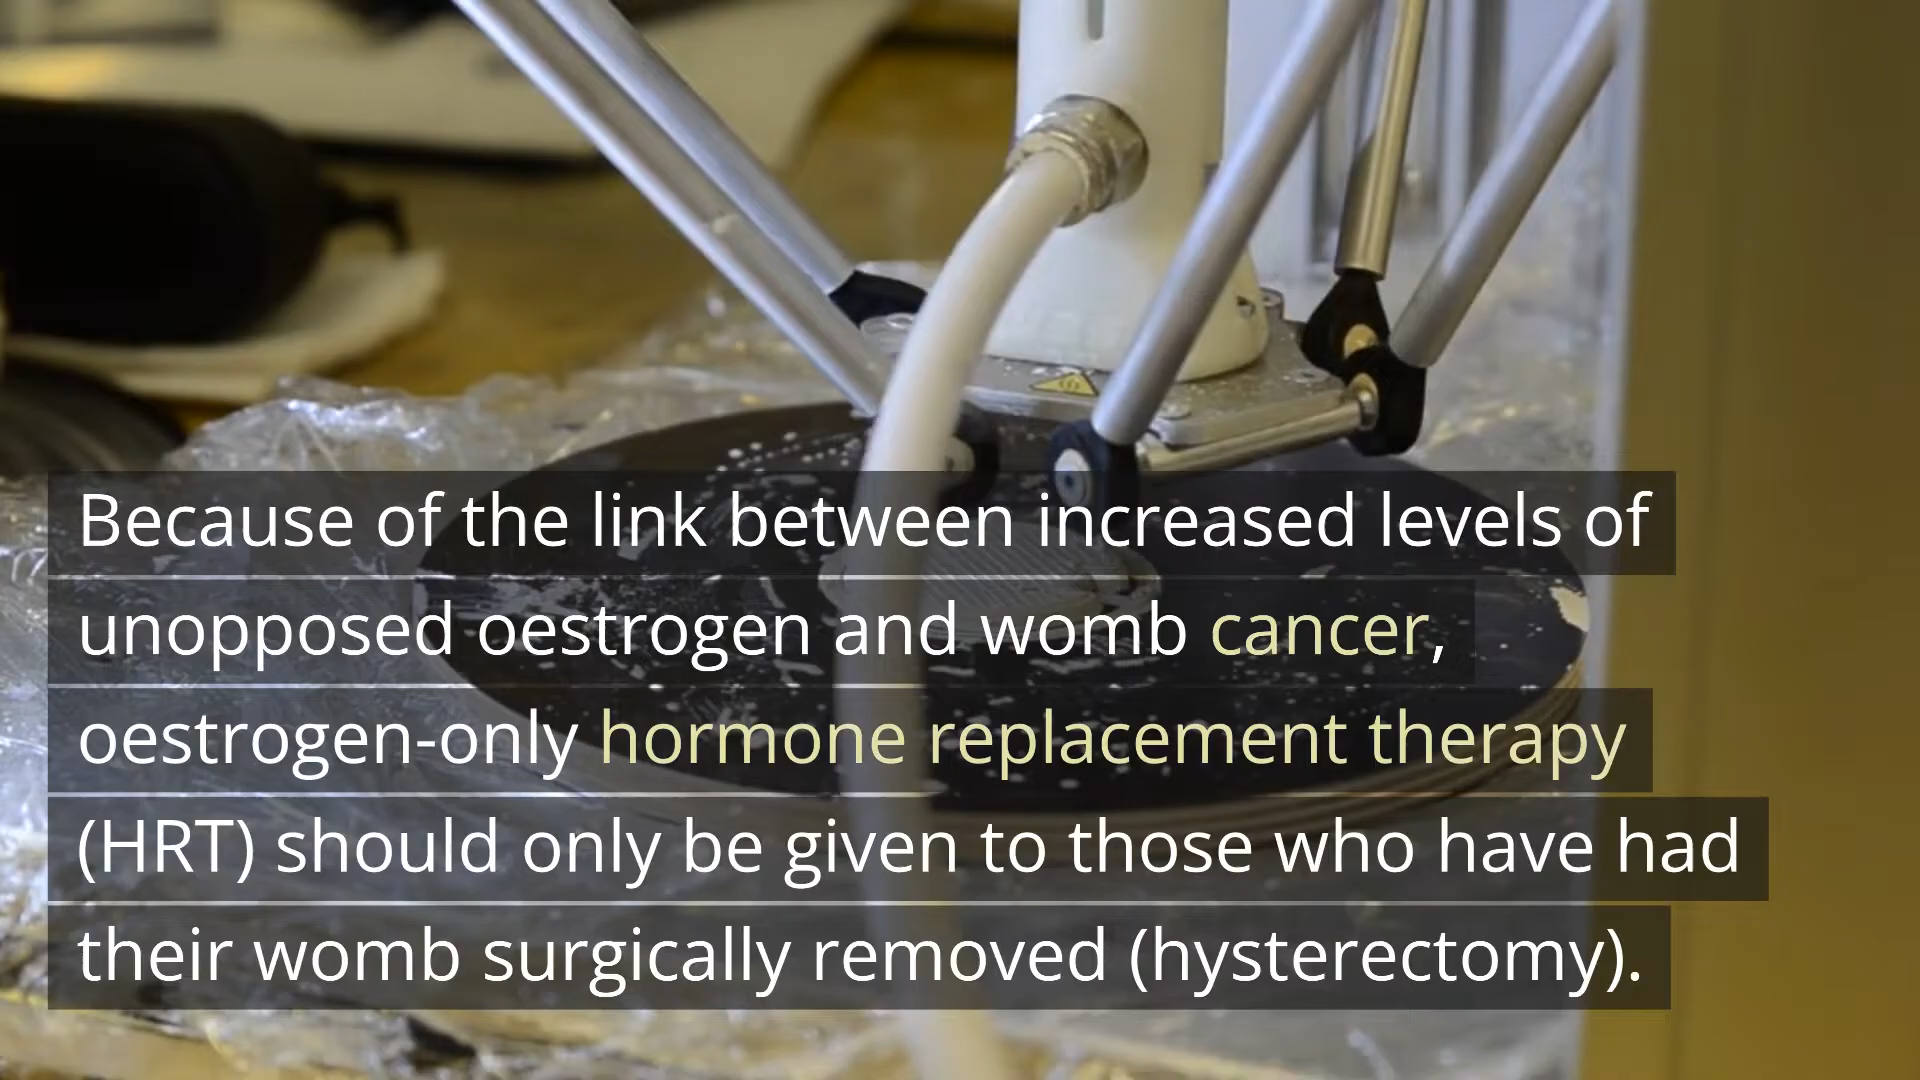 Because of the link between increased levels of
unopposed oestrogen and womb cancer,
oestrogen-only hormone replacement therapy
(HRT) should only be given to those who have had
their womb surgically removed (hysterectomy).